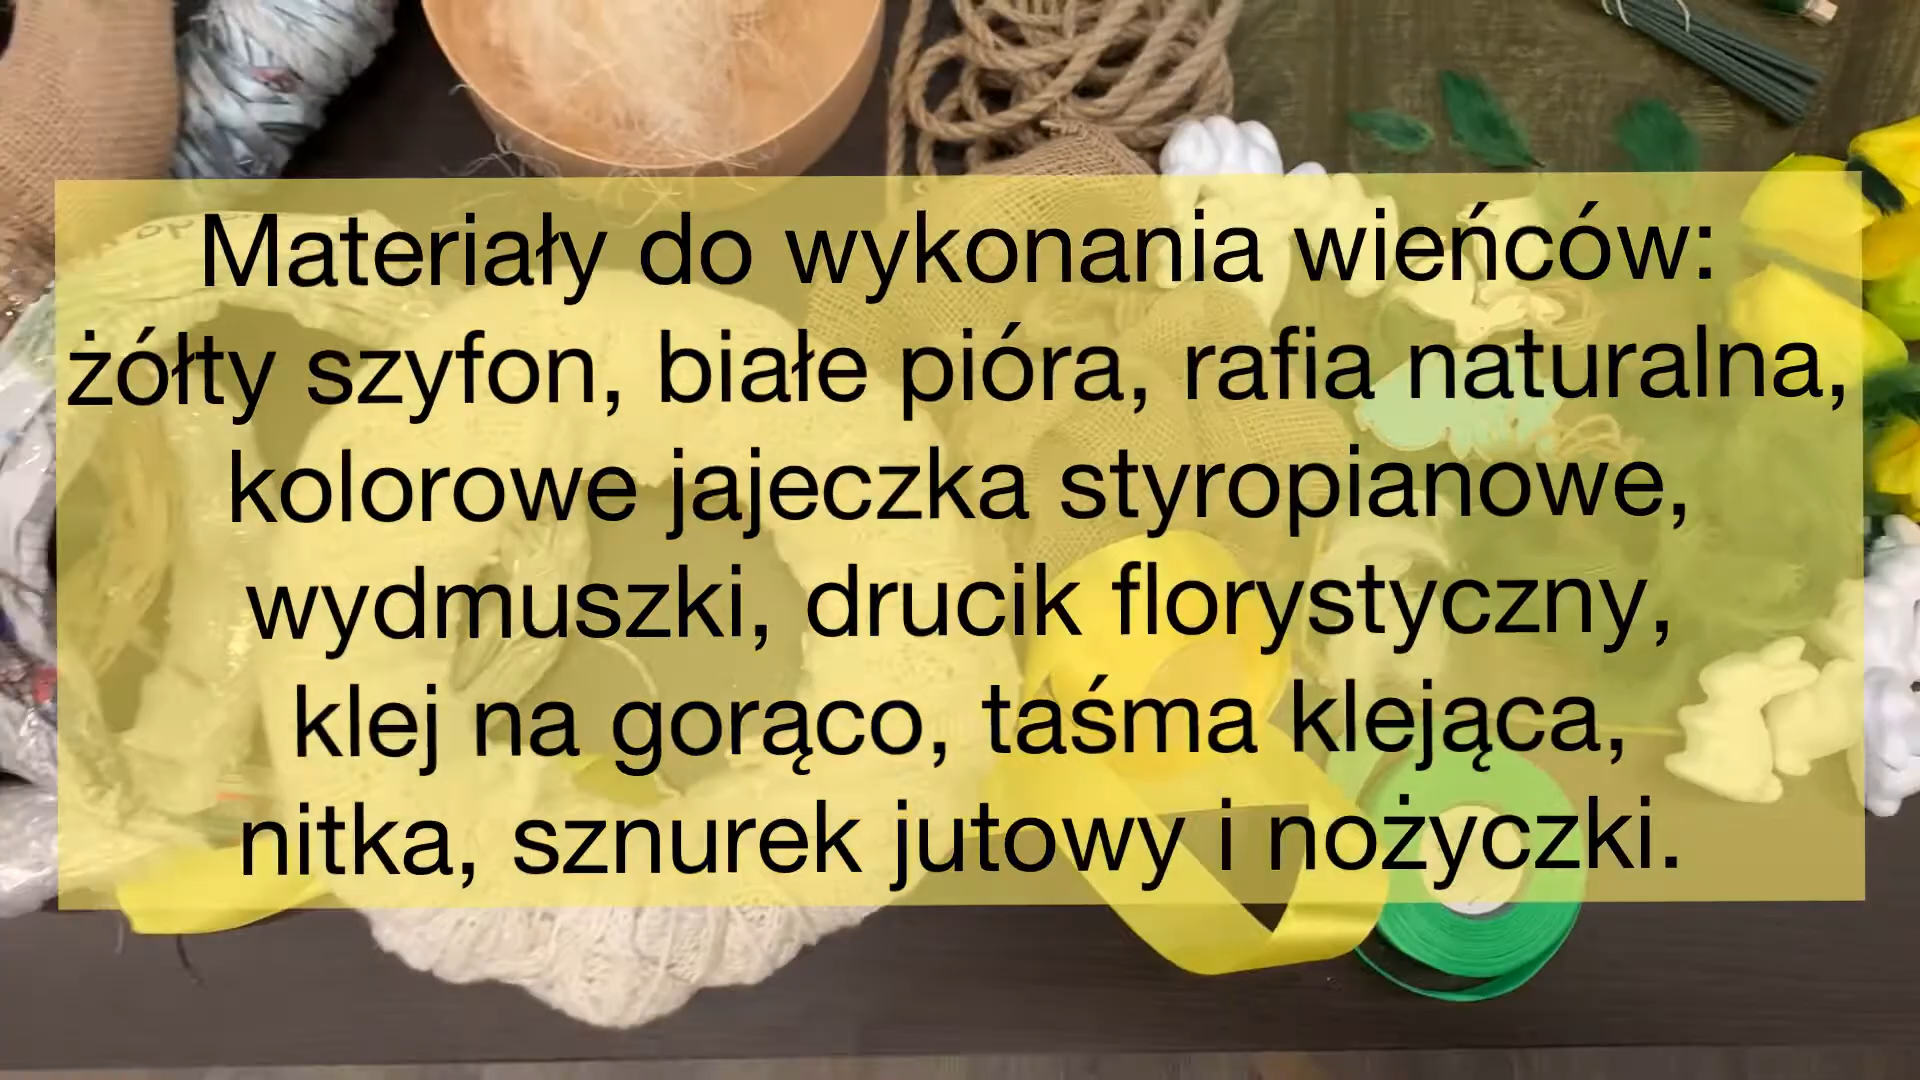 Materiały do wykonania wieńców:
żółty szyfon, białe pióra, rafia naturalna,
kolorowe jajeczka styropianowe,
wydmuszki, drucik florystyczny,
klej na gorąco, taśma klejąca,
nitka, sznurek jutowy i nożyczki.